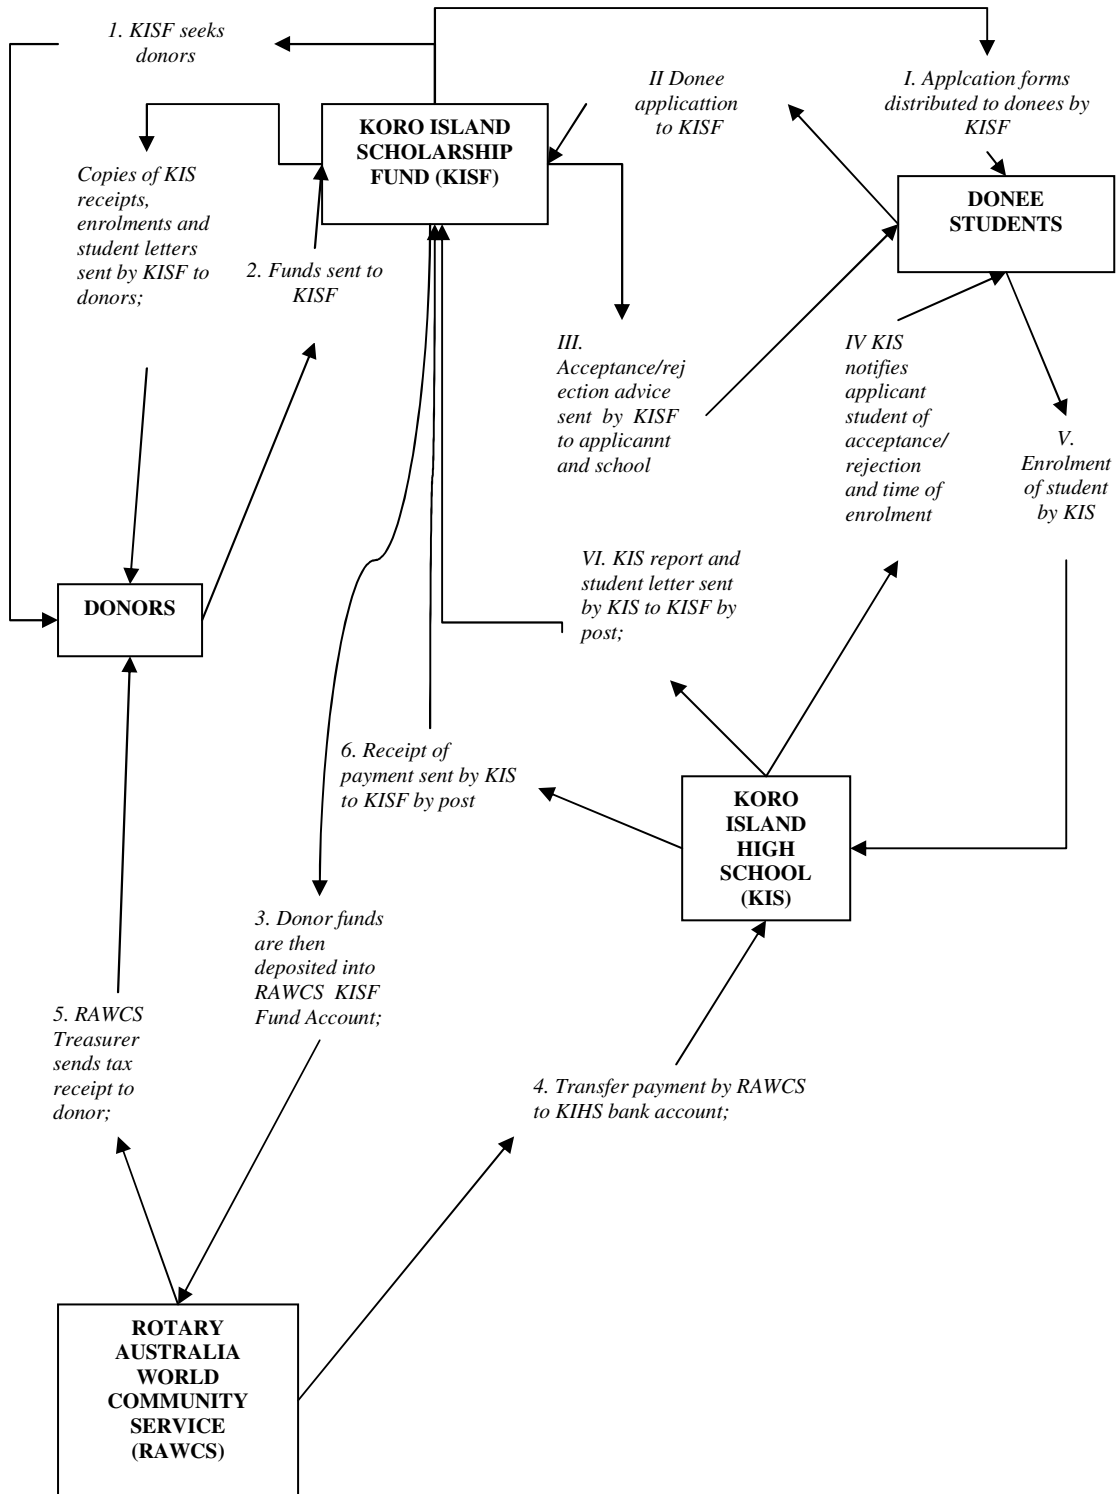 1. KISF seeks
donors
KORO ISLAND
SCHOLARSHIP
FUND (KISF)
II Donee
applicattion
to KISF
I. Applcation forms
distributed to donees by
KISF
DONEE
STUDENTS
Copies of KIS
receipts,
enrolments and
student letters
sent by KISF to
donors;
2. Funds sent to
KISF
III.
Acceptance/rej
ection advice
sent by KISF
to applicannt
and school
IV KIS
notifies
applicant
student of
acceptance/
rejection
and time of
enrolment
V.
Enrolment
of student
by KIS
VI. KIS report and
student letter sent
by KIS to KISF by
post;
DONORS
6. Receipt of
payment sent by KIS
to KISF by post
KORO
ISLAND
HIGH
SCHOOL
(KIS)
3. Donor funds
are then
deposited into
RAWCS KISF
Fund Account;
5. RAWCS
Treasurer
sends tax
receipt to
donor;
4. Transfer payment by RAWCS
to KIHS bank account;
ROTARY
AUSTRALIA
WORLD
COMMUNITY
SERVICE
(RAWCS)